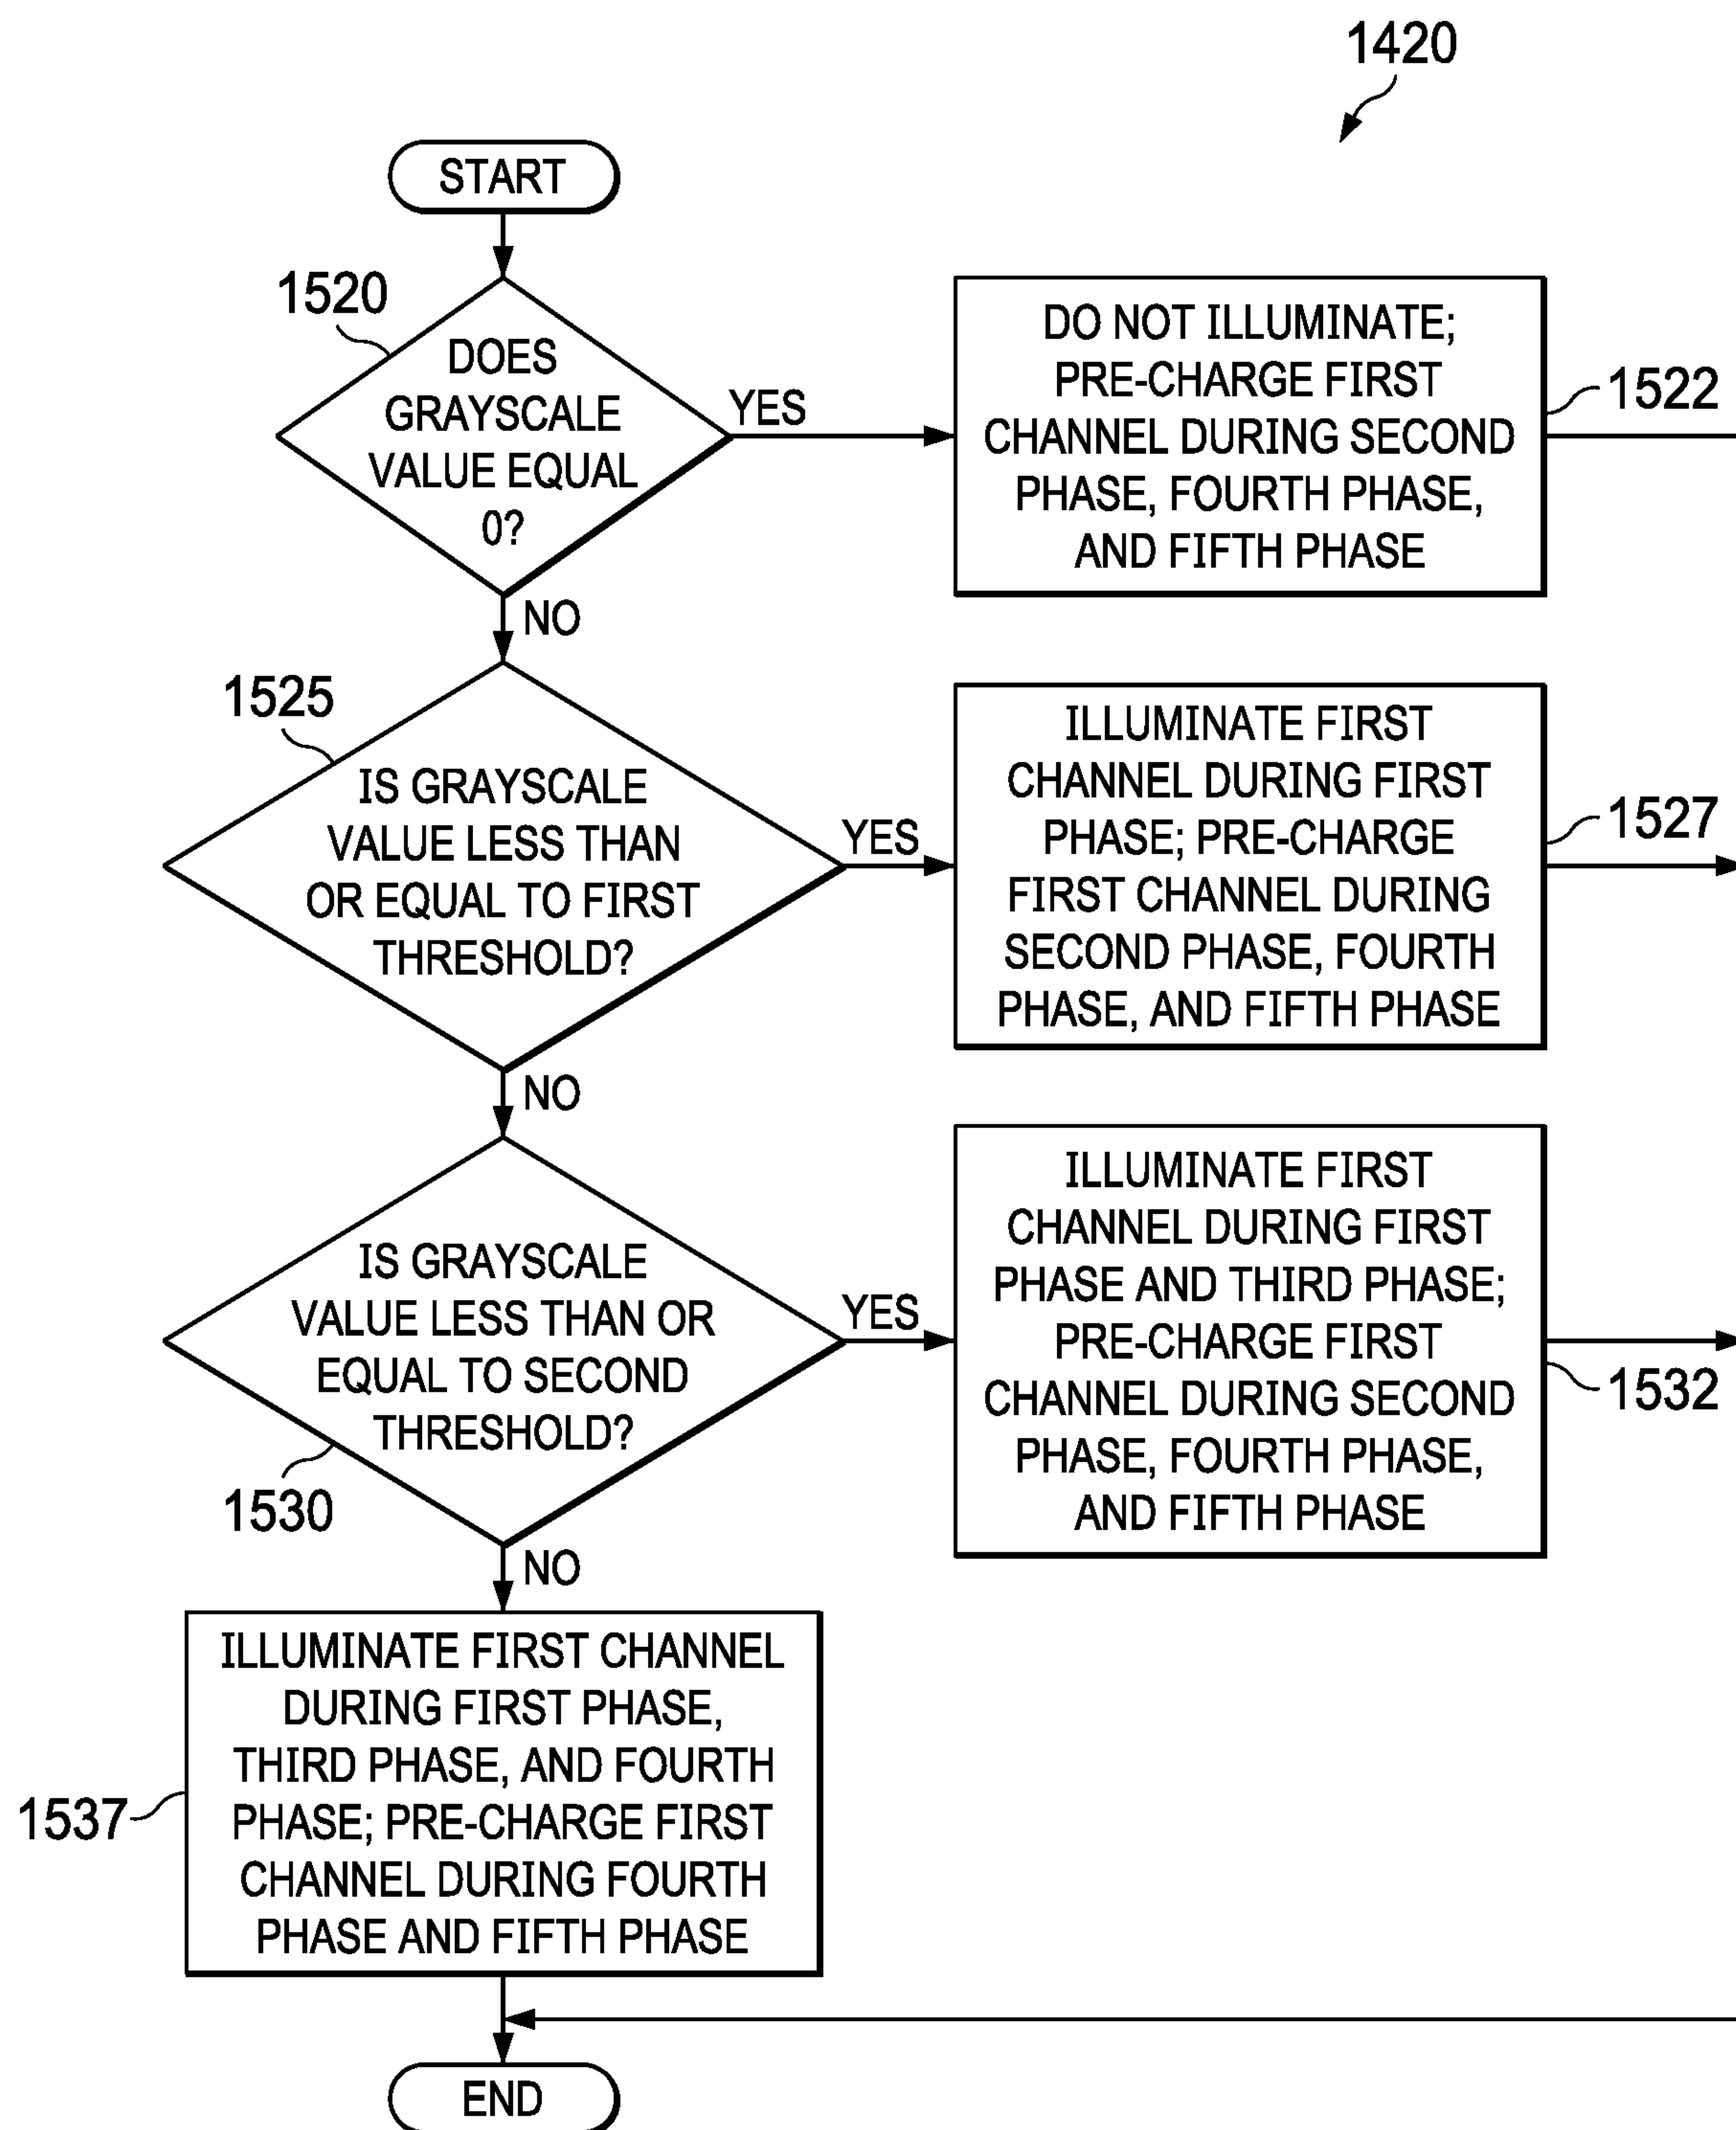 1420
START
1520
DOES
GRAYSCALE
VALUE EQUAL
0?
YES
DO NOT ILLUMINATE;
PRE-CHARGE FIRST
CHANNEL DURING SECOND
PHASE, FOURTH PHASE,
AND FIFTH PHASE
1522
NO
1525
IS GRAYSCALE
VALUE LESS THAN
OR EQUAL TO FIRST
THRESHOLD?
YES
ILLUMINATE FIRST
CHANNEL DURING FIRST
PHASE; PRE-CHARGE
FIRST CHANNEL DURING
SECOND PHASE, FOURTH
PHASE, AND FIFTH PHASE
1527
NO
IS GRAYSCALE
VALUE LESS THAN OR
EQUAL TO SECOND
THRESHOLD?
1530
YES
ILLUMINATE FIRST
CHANNEL DURING FIRST
PHASE AND THIRD PHASE;
PRE-CHARGE FIRST
CHANNEL DURING SECOND
PHASE, FOURTH PHASE,
AND FIFTH PHASE
1532
NO
ILLUMINATE FIRST CHANNEL
DURING FIRST PHASE,
THIRD PHASE, AND FOURTH
PHASE; PRE-CHARGE FIRST
CHANNEL DURING FOURTH
PHASE AND FIFTH PHASE
1537
END